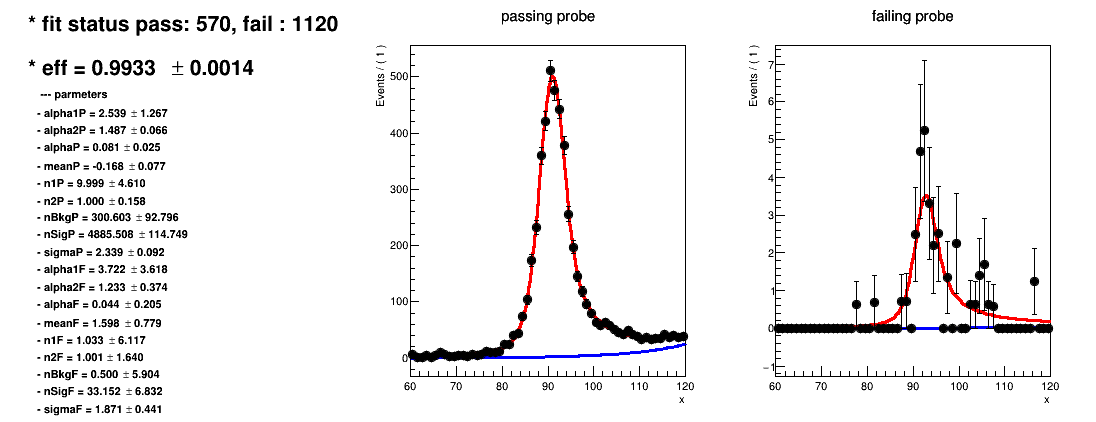 * fit status pass: 570, fail : 1120
* eff = 0.9933 ± 0.0014
--- parmeters
- alpha1P = 2.539 ± 1.267
- alpha2P = 1.487 ± 0.066
- alphaP = 0.081 ± 0.025
- meanP = -0.168 ± 0.077
- n1P = 9.999 ± 4.610
- n2P = 1.000 ± 0.158
- nBkgP = 300.603 ± 92.796
- nSigP = 4885.508 ± 114.749
- sigmaP = 2.339 ± 0.092
- alpha1F = 3.722 ± 3.618
- alpha2F = 1.233 ± 0.374
- alphaF = 0.044 ± 0.205
- meanF = 1.598 ± 0.779
- n1F = 1.033 ± 6.117
- n2F = 1.001 ± 1.640
- nBkgF = 0.500 ± 5.904
- nSigF = 33.152 ± 6.832
- sigmaF = 1.871 ± 0.441
passing probe
Events / ( 1 )
500
400
300
200
100
0
60 70 80 90 100 110 120
x
failing probe
Events / ( 1 )
7
6
5
4
3
2
1
0
−1
60 70 80 90 100 110 120
x